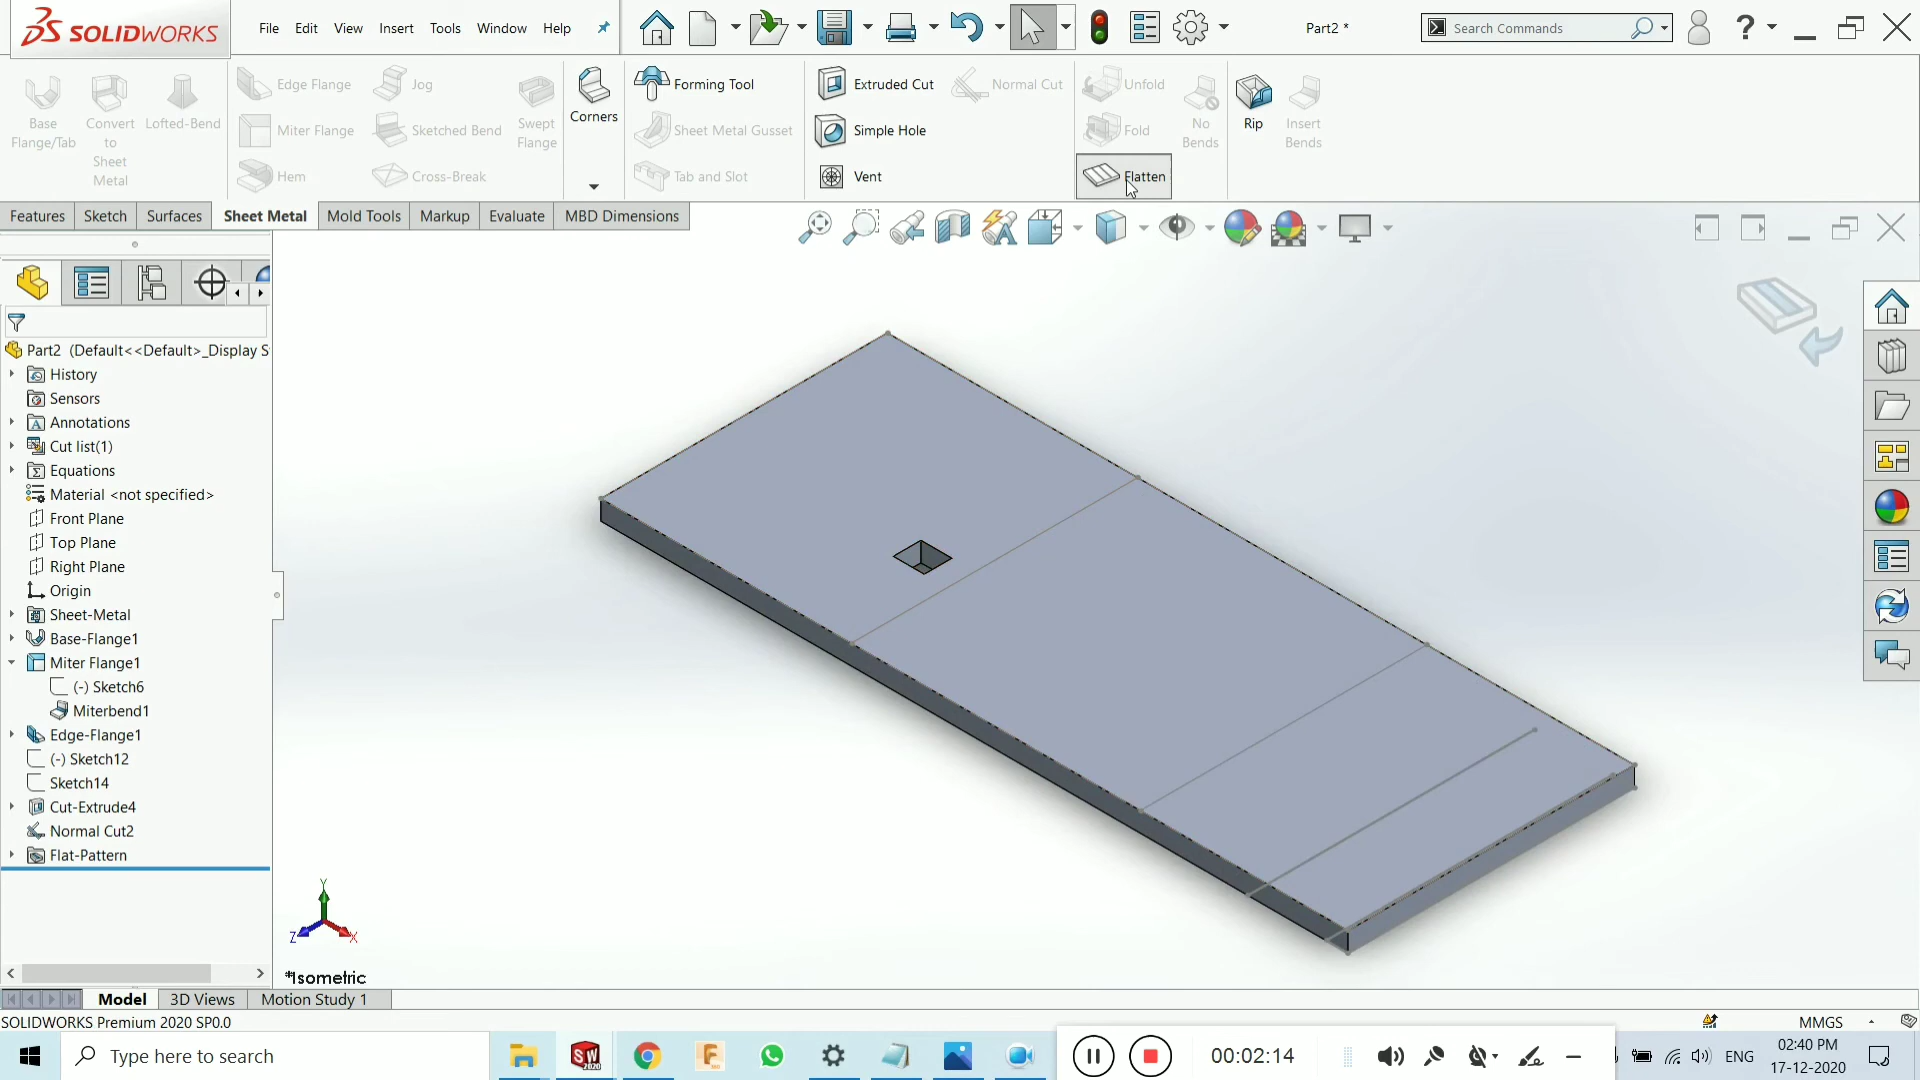 SOLIDWORKS
File Edit View Insert Tools Window Help
Part2 *
Search Commands
Base Flange/Tab
Convert to Sheet Metal
Lofted-Bend
Edge Flange
Miter Flange
Hem
Jog
Sketched Bend
Cross-Break
Swept Flange
Corners
Forming Tool
Sheet Metal Gusset
Tab and Slot
Extruded Cut
Simple Hole
Vent
Normal Cut
Unfold
Fold
Flatten
No Bends
Rip
Insert Bends
Features Sketch Surfaces Sheet Metal Mold Tools Markup Evaluate MBD Dimensions
Part2 (Default<<Default>_Display S
History
Sensors
Annotations
Cut list(1)
Equations
Material <not specified>
Front Plane
Top Plane
Right Plane
Origin
Sheet-Metal
Base-Flange1
Miter Flange1
(-) Sketch6
Miterbend1
Edge-Flange1
(-) Sketch12
Sketch14
Cut-Extrude4
Normal Cut2
Flat-Pattern
Y
Z
X
*Isometric
Model 3D Views Motion Study 1
SOLIDWORKS Premium 2020 SP0.0
MMGS
Type here to search
SW
2020
F
00:02:14
ENG
02:40 PM
17-12-2020